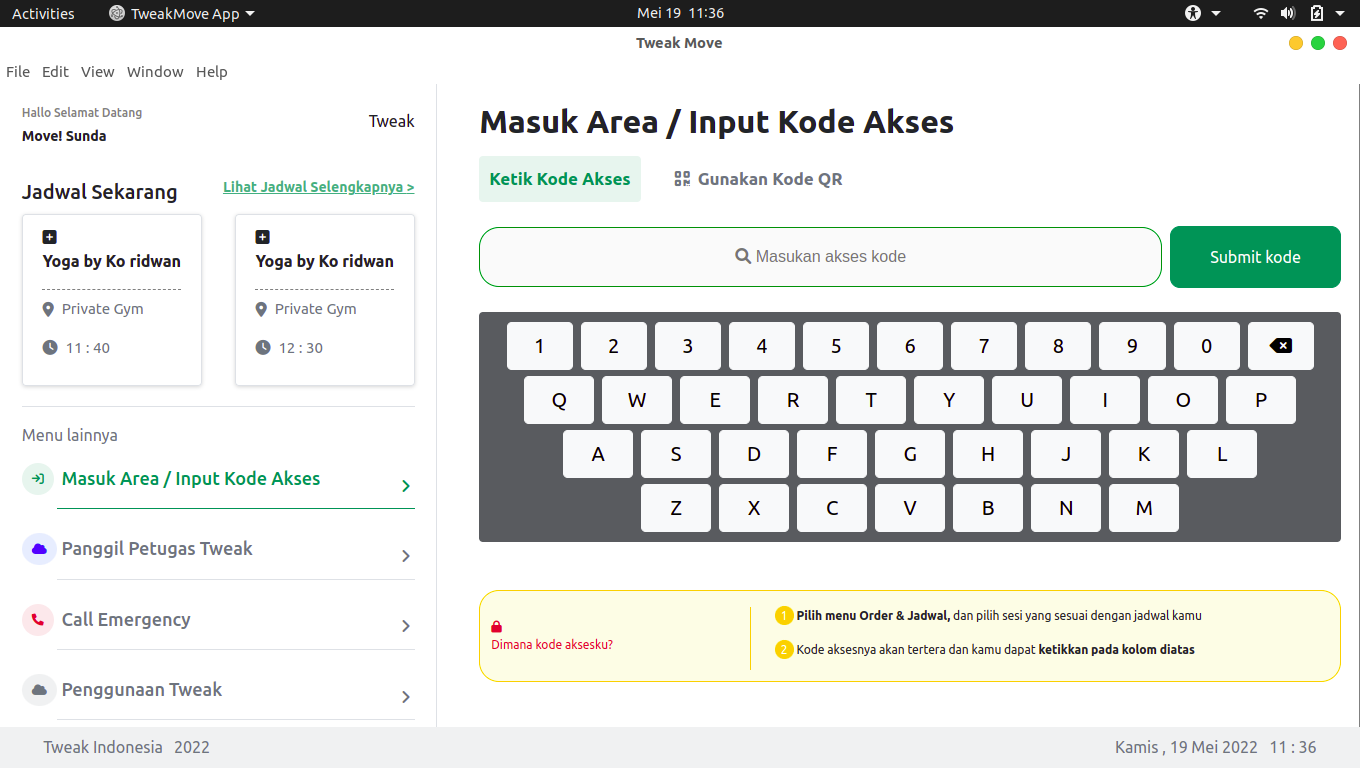 Activities TweakMove App Mei 19 11:36
Tweak Move
File Edit View Window Help
Hallo Selamat Datang
Move! Sunda
Tweak
Jadwal Sekarang
Lihat Jadwal Selengkapnya >
Yoga by Ko ridwan
Private Gym
11 : 40
Yoga by Ko ridwan
Private Gym
12 : 30
Menu lainnya
Masuk Area / Input Kode Akses
Panggil Petugas Tweak
Call Emergency
Penggunaan Tweak
Masuk Area / Input Kode Akses
Ketik Kode Akses
Gunakan Kode QR
Masukan akses kode
Submit kode
1 2 3 4 5 6 7 8 9 0
Q W E R T Y U I O P
A S D F G H J K L
Z X C V B N M
Dimana kode aksesku?
1 Pilih menu Order & Jadwal, dan pilih sesi yang sesuai dengan jadwal kamu
2 Kode aksesnya akan tertera dan kamu dapat ketikkan pada kolom diatas
Tweak Indonesia 2022
Kamis , 19 Mei 2022 11 : 36